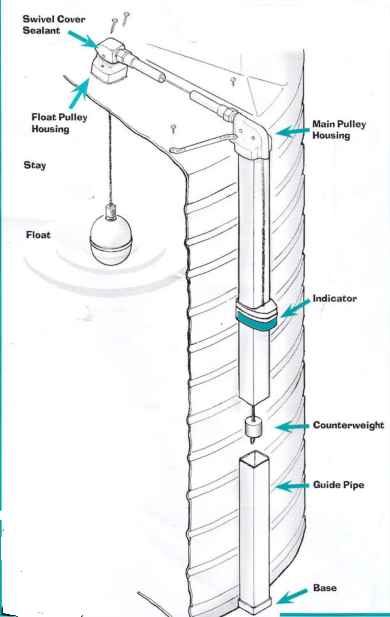 Swivel Cover
Sealant
Float Pulley
Housing
Main Pulley
Housing
Stay
Float
Indicator
Counterweight
Guide Pipe
Base